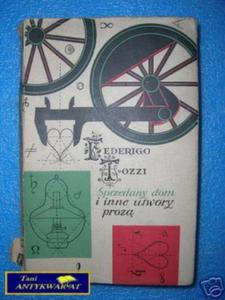 FEDERIGO
TOZZI
Sprzedany dom
i inne utwory
prozą
Tani
ANTYKWARIAT